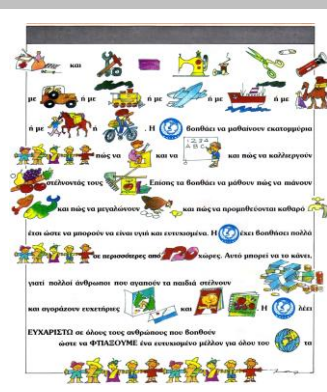 και
με ή με ή με ή με ή με
ή με ή . Η βοηθάει να μαθαίνουν εκατομμύρια
πώς να και να και πώς να καλλιεργούν
στέλνοντάς τους . Επίσης τα βοηθάει να μάθουν πώς να πιάνουν
και πώς να μεγαλώνουν και πώς να προμηθεύονται καθαρό
έτσι ώστε να μπορούν να είναι υγιή και ευτυχισμένα. Η έχει βοηθήσει πολλά
σε περισσότερες από χώρες. Αυτό μπορεί να το κάνει,
γιατί πολλοί άνθρωποι που αγαπούν τα παιδιά στέλνουν
και αγοράζουν ευχετήριες και . Η λέει
ΕΥΧΑΡΙΣΤΩ σε όλους τους ανθρώπους που βοηθούν
ώστε να ΦΤΙΑΞΟΥΜΕ ένα ευτυχισμένο μέλλον για όλου του το